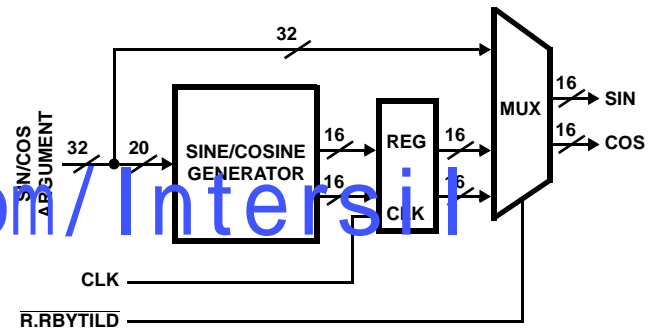 32
16
SIN
MUX
16
COS
SIN/COS
ARGUMENT
32
20
SINE/COSINE
GENERATOR
16
16
REG
CLK
16
16
om/Intersil
CLK
R.RBYTILD